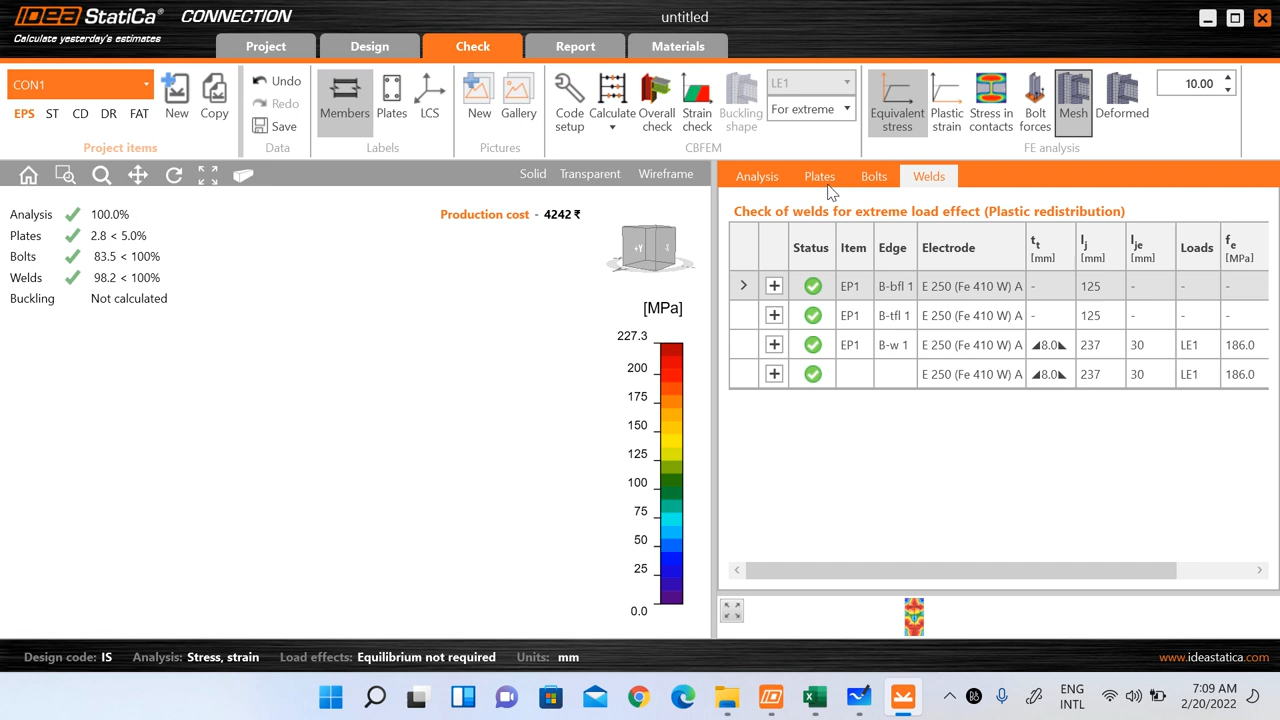 IDEA StatiCa® CONNECTION
Calculate yesterday's estimates
untitled
Project Design Check Report Materials
CON1
EPS ST CD DR FAT
New Copy
Project items
Undo
Redo
Save
Data
Members Plates LCS
Labels
New Gallery
Pictures
Code setup Calculate Overall check Strain check Buckling shape
LE1
For extreme
CBFEM
Equivalent stress Plastic strain Stress in contacts Bolt forces Mesh Deformed
10.00
FE analysis
Solid Transparent Wireframe
Analysis 100.0%
Plates 2.8 < 5.0%
Bolts 83.5 < 100%
Welds 98.2 < 100%
Buckling Not calculated
Production cost - 4242 ₹
+Y -X
[MPa]
227.3
200
175
150
125
100
75
50
25
0.0
Analysis Plates Bolts Welds
Check of welds for extreme load effect (Plastic redistribution)
Status Item Edge Electrode tt [mm] lj [mm] lje [mm] Loads fe [MPa]
EP1 B-bfl 1 E 250 (Fe 410 W) A - 125 - - -
EP1 B-tfl 1 E 250 (Fe 410 W) A - 125 - - -
EP1 B-w 1 E 250 (Fe 410 W) A ◢8.0◣ 237 30 LE1 186.0
E 250 (Fe 410 W) A ◢8.0◣ 237 30 LE1 186.0
Design code: IS Analysis: Stress, strain Load effects: Equilibrium not required Units: mm
www.ideastatica.com
ENG
INTL
7:09 AM
2/20/2022